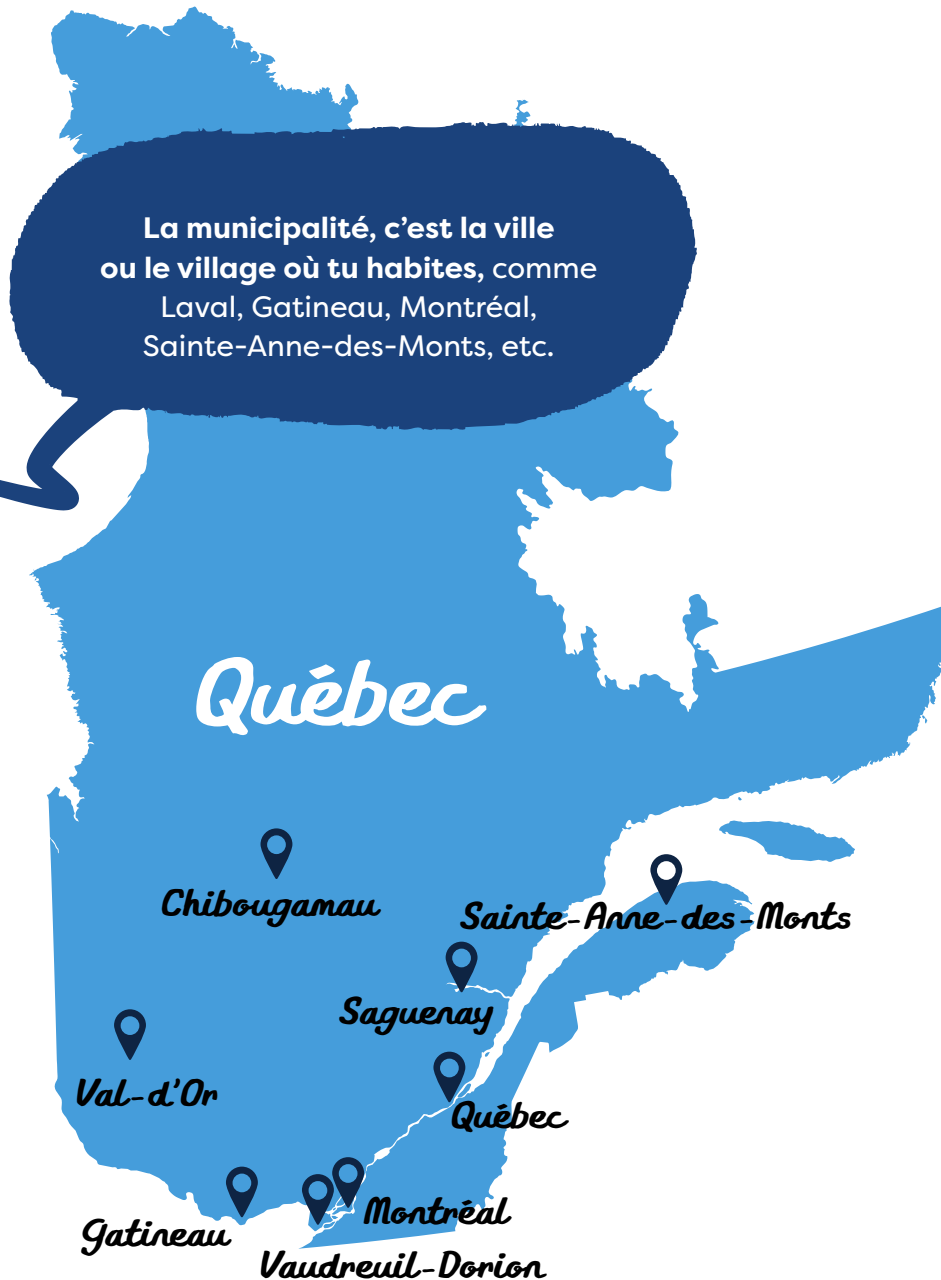 La municipalité, c’est la ville
ou le village où tu habites, comme
Laval, Gatineau, Montréal,
Sainte-Anne-des-Monts, etc.
Québec
Chibougamau
Sainte-Anne-des-Monts
Saguenay
Val-d’Or
Québec
Montréal
Gatineau
Vaudreuil-Dorion